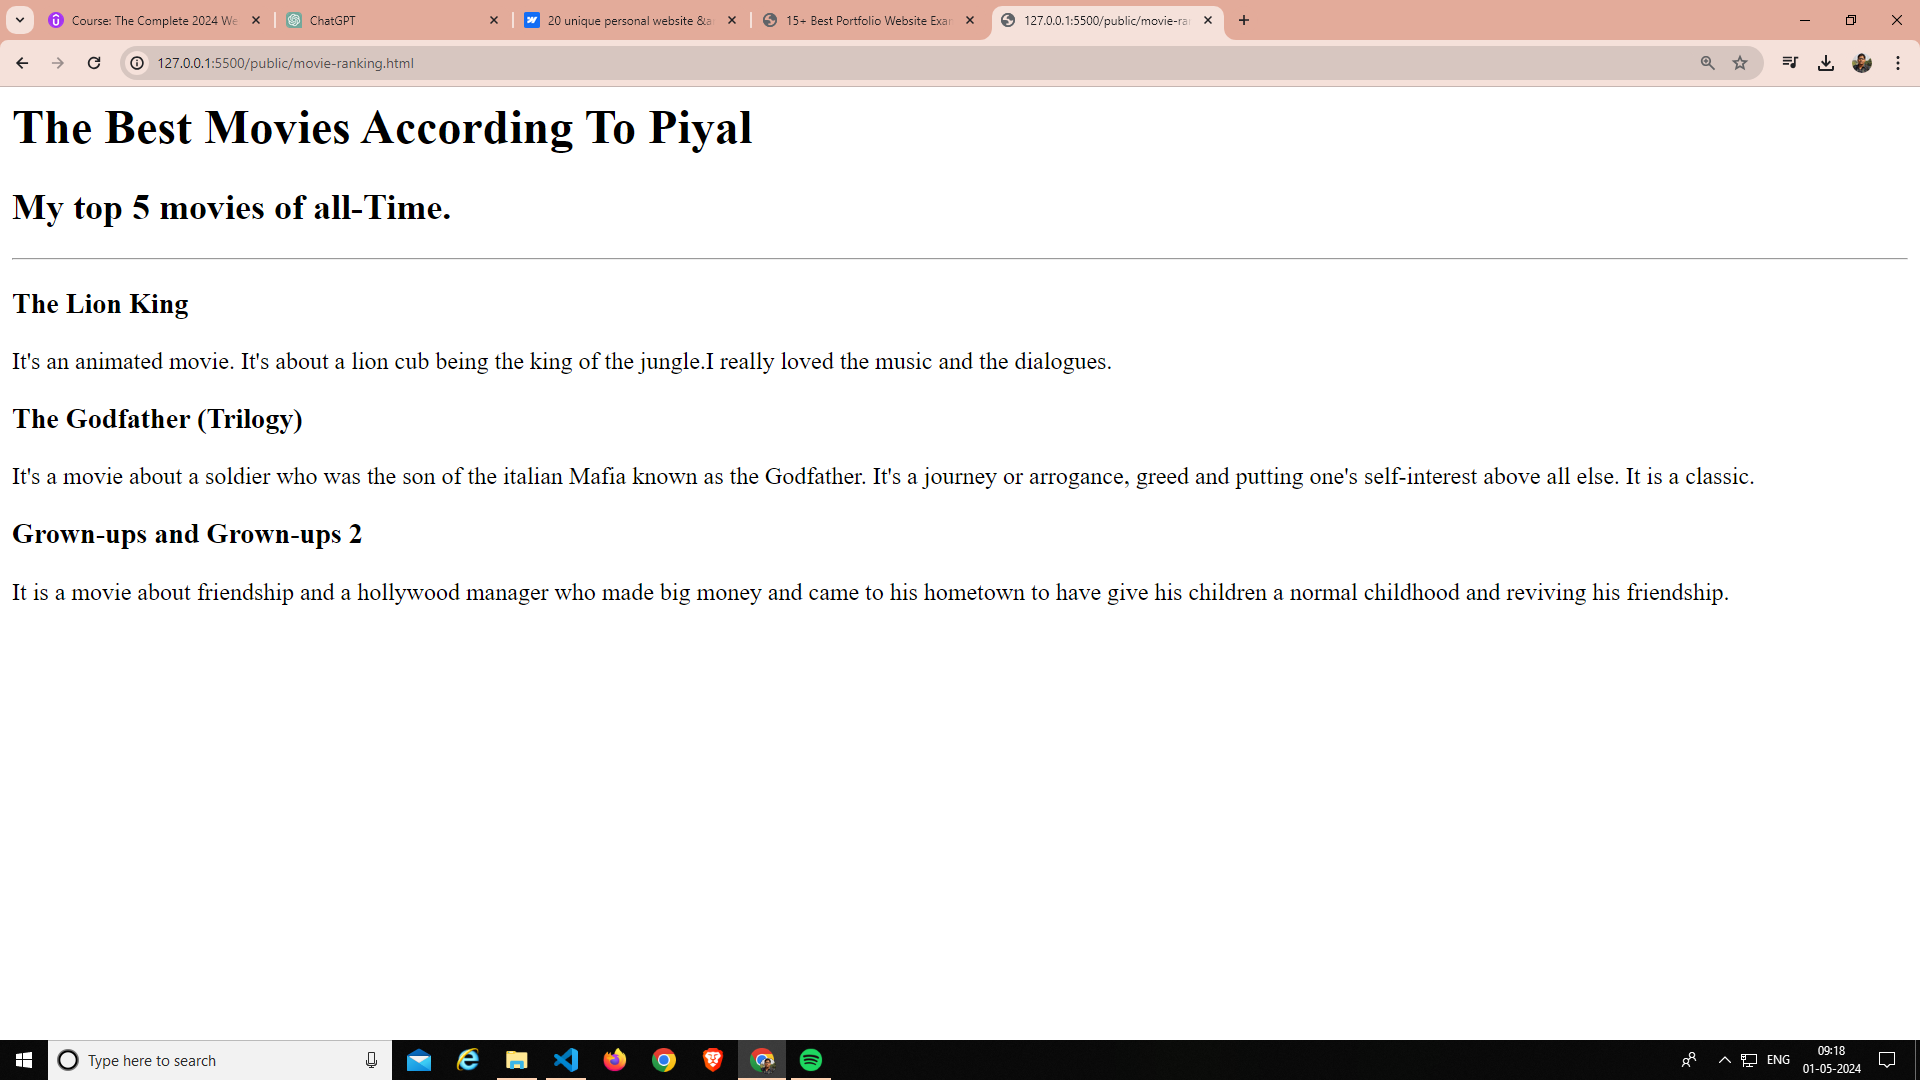 Course: The Complete 2024 We
ChatGPT
20 unique personal website &a
15+ Best Portfolio Website Exam
127.0.0.1:5500/public/movie-ran
127.0.0.1:5500/public/movie-ranking.html
The Best Movies According To Piyal
My top 5 movies of all-Time.
The Lion King
It's an animated movie. It's about a lion cub being the king of the jungle.I really loved the music and the dialogues.
The Godfather (Trilogy)
It's a movie about a soldier who was the son of the italian Mafia known as the Godfather. It's a journey or arrogance, greed and putting one's self-interest above all else. It is a classic.
Grown-ups and Grown-ups 2
It is a movie about friendship and a hollywood manager who made big money and came to his hometown to have give his children a normal childhood and reviving his friendship.
Type here to search
ENG
09:18
01-05-2024